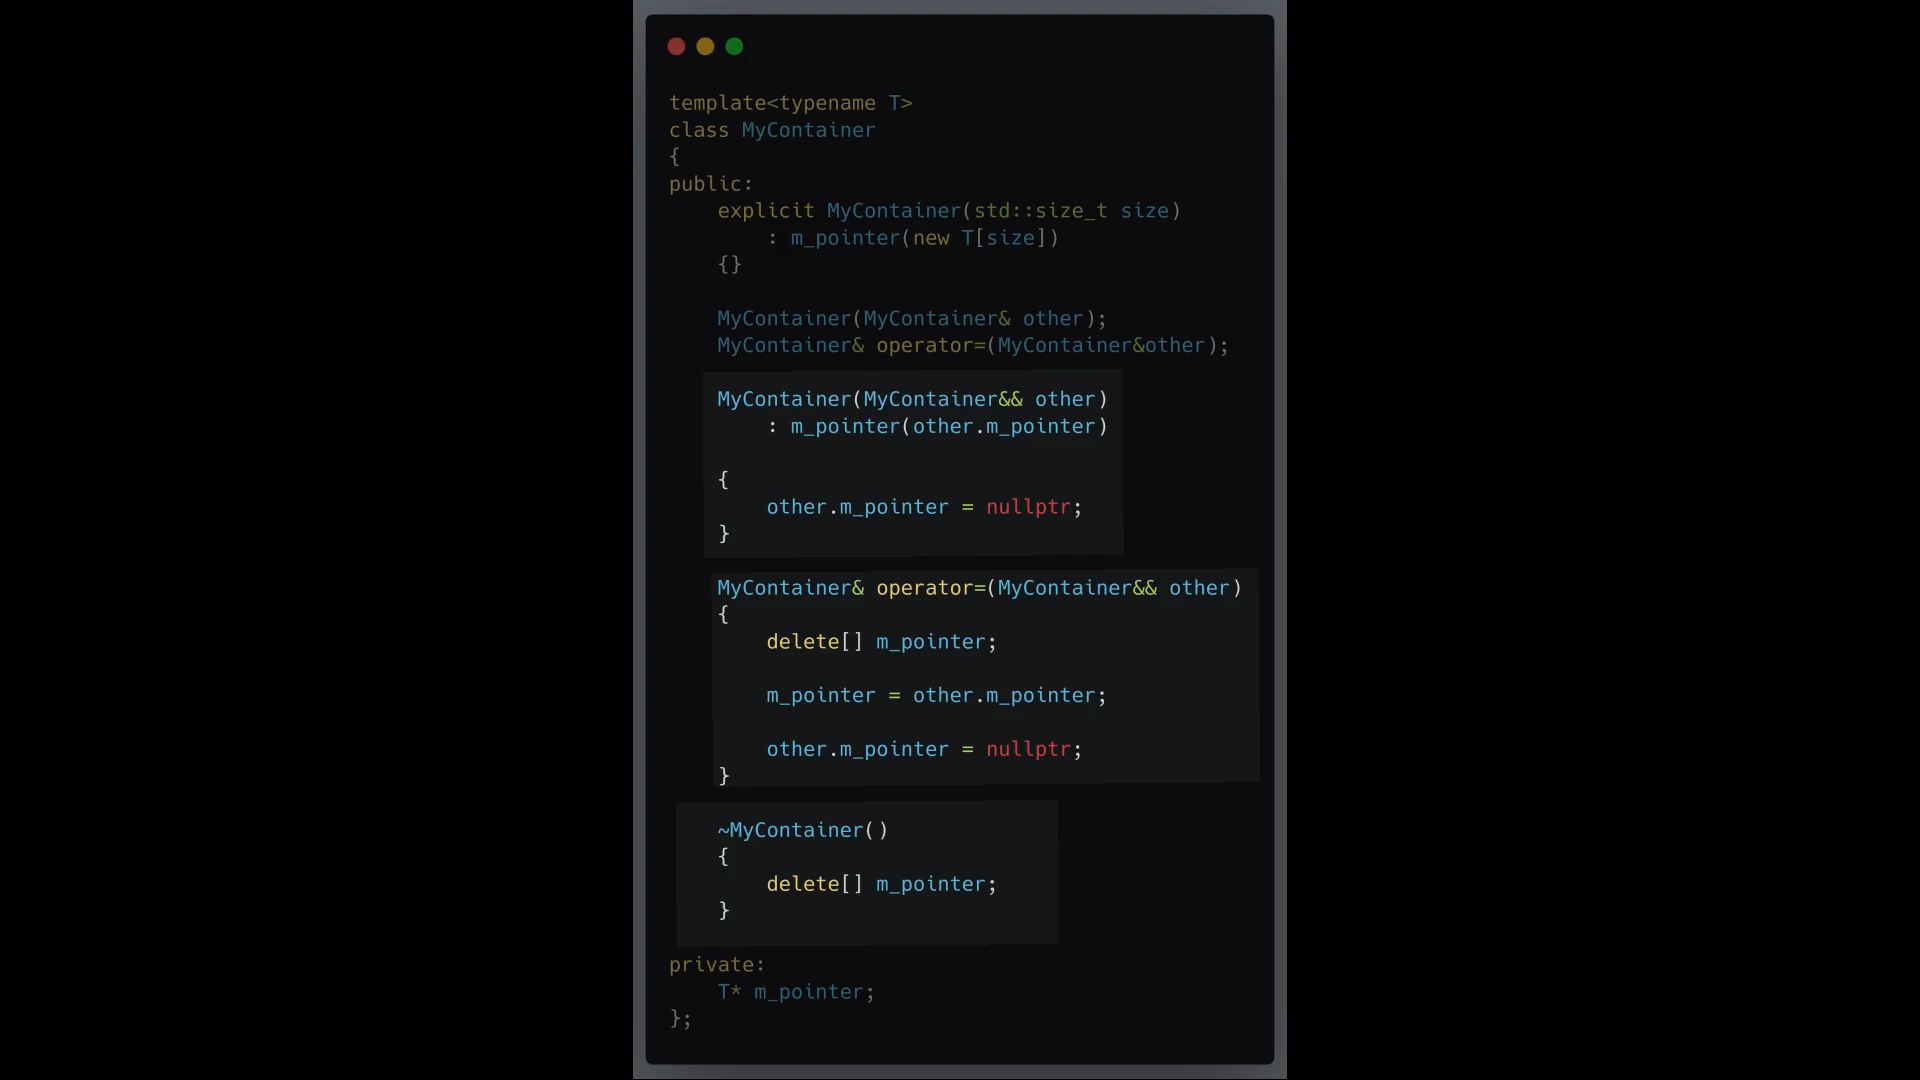 template<typename T>
class MyContainer
{
public:
    explicit MyContainer(std::size_t size)
        : m_pointer(new T[size])
    {}

    MyContainer(MyContainer& other);
    MyContainer& operator=(MyContainer&other);

    MyContainer(MyContainer&& other)
        : m_pointer(other.m_pointer)

    {
        other.m_pointer = nullptr;
    }

    MyContainer& operator=(MyContainer&& other)
    {
        delete[] m_pointer;

        m_pointer = other.m_pointer;

        other.m_pointer = nullptr;
    }

    ~MyContainer()
    {
        delete[] m_pointer;
    }

private:
    T* m_pointer;
};